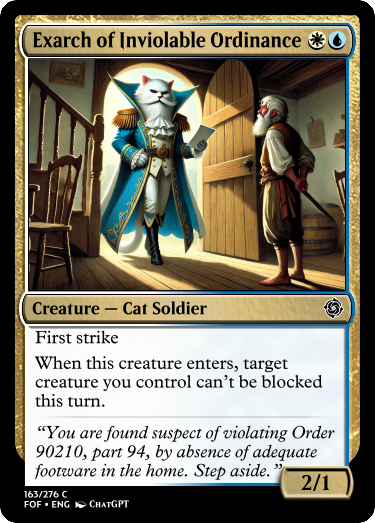 Exarch of Inviolable Ordinance
Creature — Cat Soldier
First strike
When this creature enters, target
creature you control can't be blocked
this turn.
“You are found suspect of violating Order
90210, part 94, by absence of adequate
footware in the home. Step aside.”
2/1
163/276 C
FOF • ENG ChatGPT